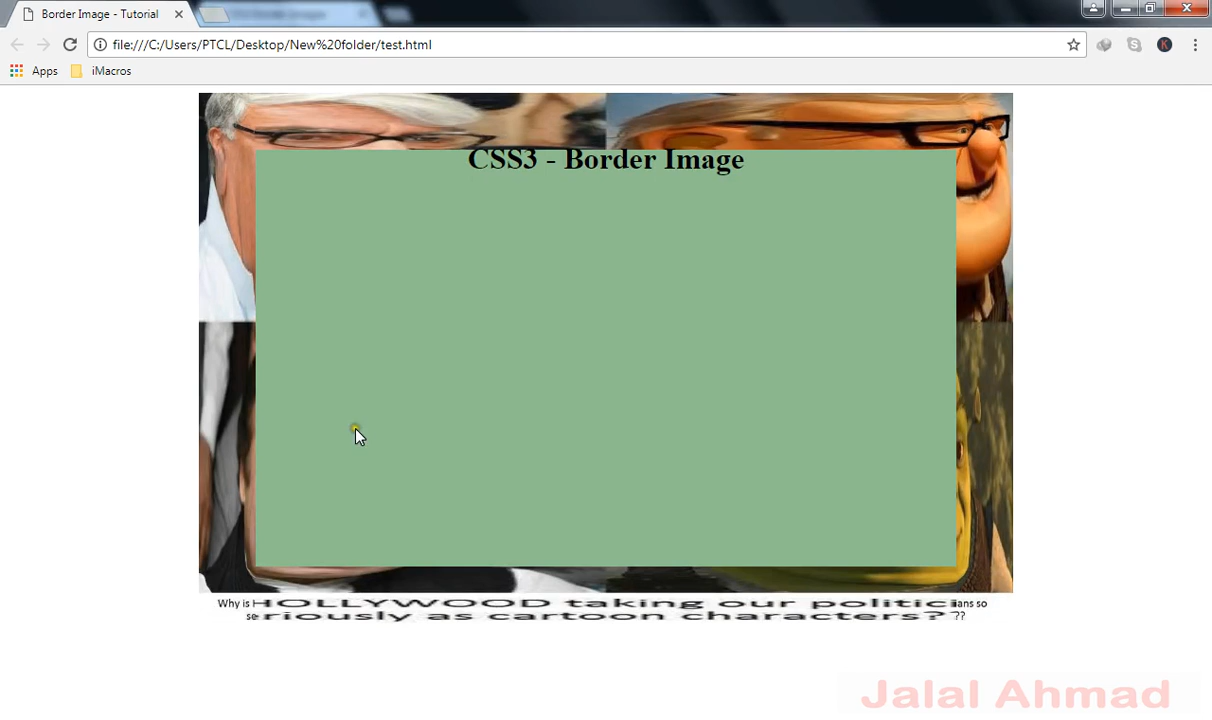 Border Image - Tutorial
file:///C:/Users/PTCL/Desktop/New%20folder/test.html
Apps
iMacros
CSS3 - Border Image
Why is HOLLYWOOD taking our politicians so
seriously as cartoon characters???
Jalal Ahmad